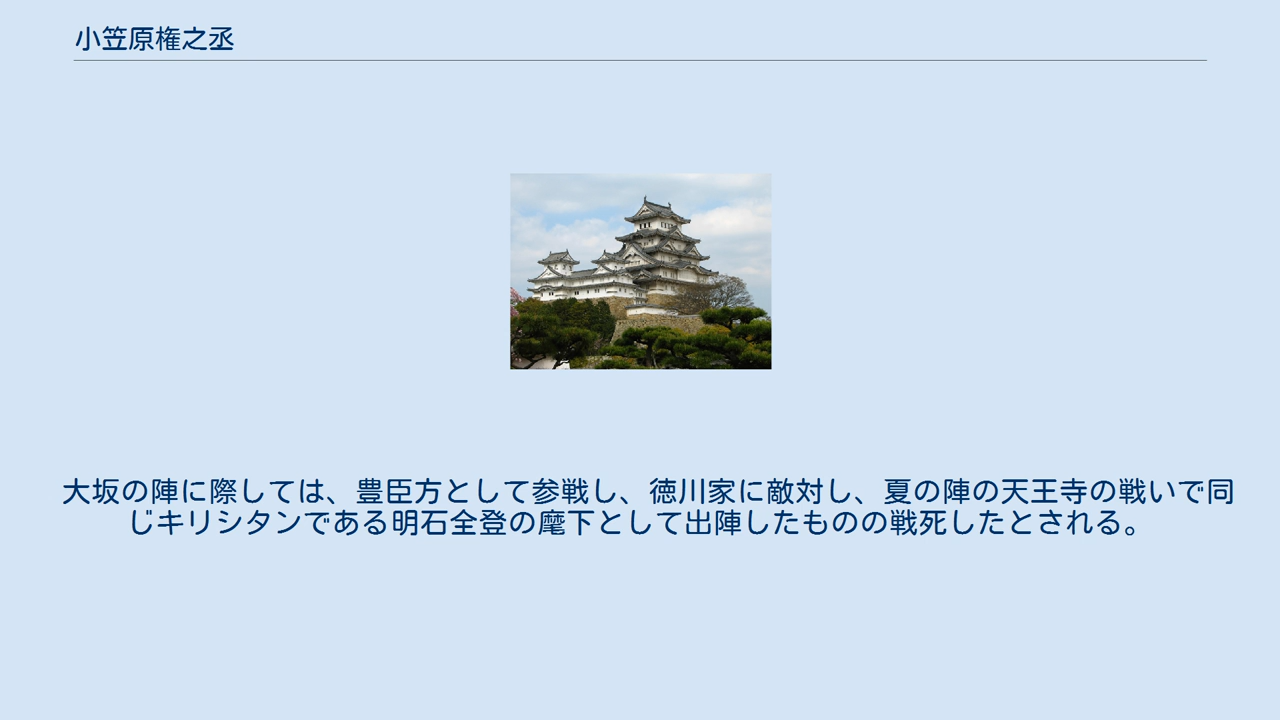 小笠原権之丞
大坂の陣に際しては、豊臣方として参戦し、徳川家に敵対し、夏の陣の天王寺の戦いで同
じキリシタンである明石全登の麾下として出陣したものの戦死したとされる。